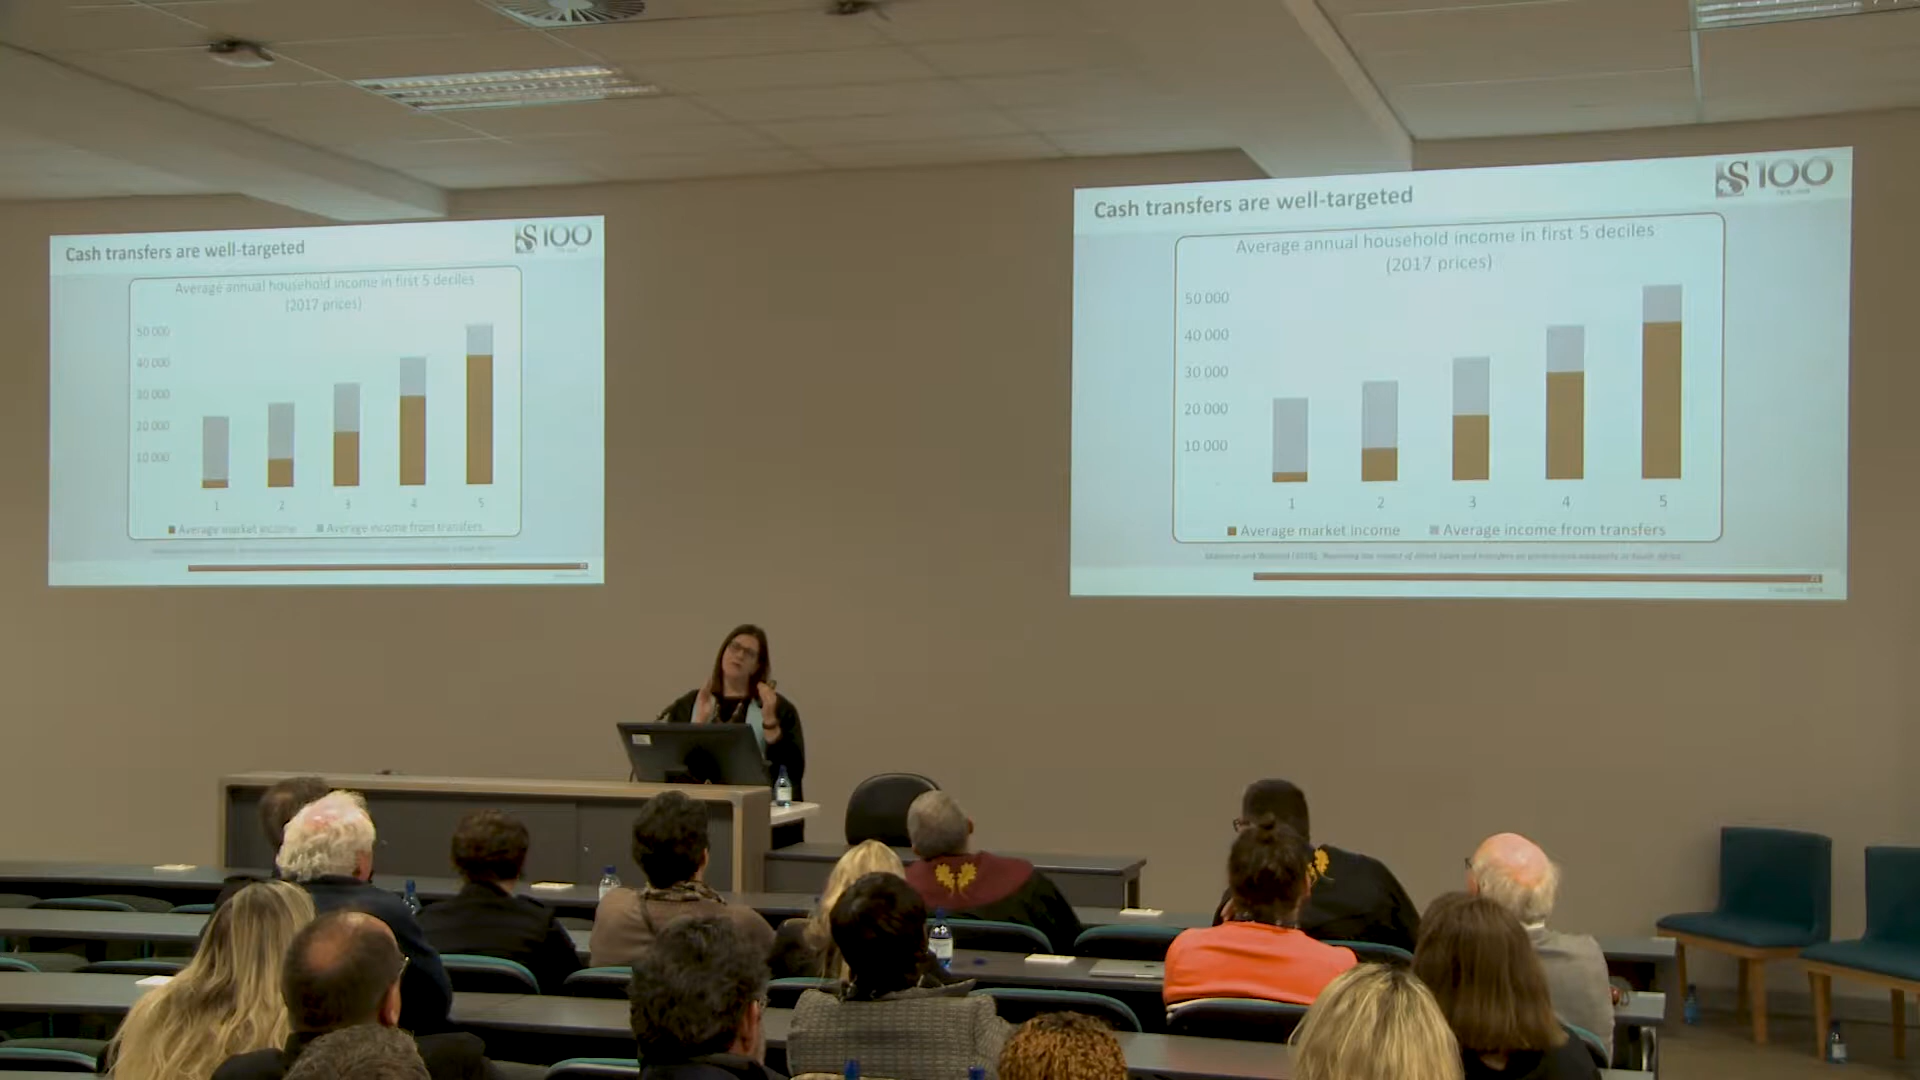 Cash transfers are well-targeted
S 100
Average annual household income in first 5 deciles
(2017 prices)
50 000
40 000
30 000
20 000
10 000
1 2 3 4 5
Average market income Average income from transfers
Cash transfers are well-targeted
S 100
Average annual household income in first 5 deciles
(2017 prices)
50 000
40 000
30 000
20 000
10 000
1 2 3 4 5
Average market income Average income from transfers